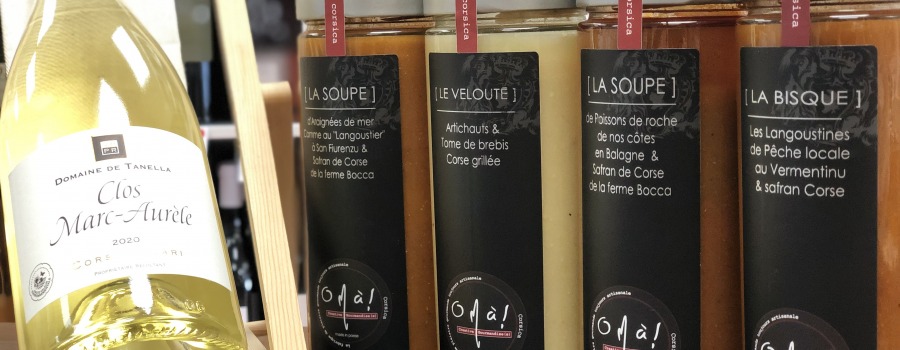 DOMAINE DE TANELLA
Clos
Marc-Aurèle
2020
corsica
[ LA SOUPE ]
d'Araignées de mer
Comme au "Langoustier"
à San Fiurenzu &
Safran de Corse
de la ferme Bocca
O Mà!
corsica
[ LE VELOUTÉ ]
Artichauts &
Tome de brebis
Corse grillée
O Mà!
Corsica
corsica
[ LA SOUPE ]
de Poissons de roche
de nos côtes
en Balagne &
Safran de Corse
de la ferme Bocca
O Mà!
Corsica
corsica
[ LA BISQUE ]
Les Langoustines
de Pêche locale
au Vermentinu
& safran Corse